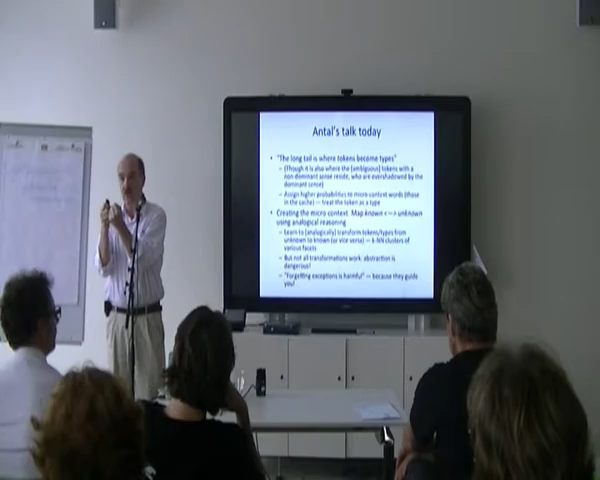 Antal's talk today
• "The long tail is where tokens become types"
– (Though it is also where the [ambiguous] tokens with a
non dominant sense reside, who are overshadowed by the
dominant sense)
– Assign higher probabilities to micro-context words (those
in the cache) — treat the token as a type
• Creating the micro context Map known <--> unknown
using analogical reasoning
– Learn to (analogically) transform tokens/types from
unknown to known (or vice versa) — k-NN clusters of
various facets
– But not all transformations work: abstraction is
dangerous!
– "Forgetting exceptions is harmful" — because they guide
you!